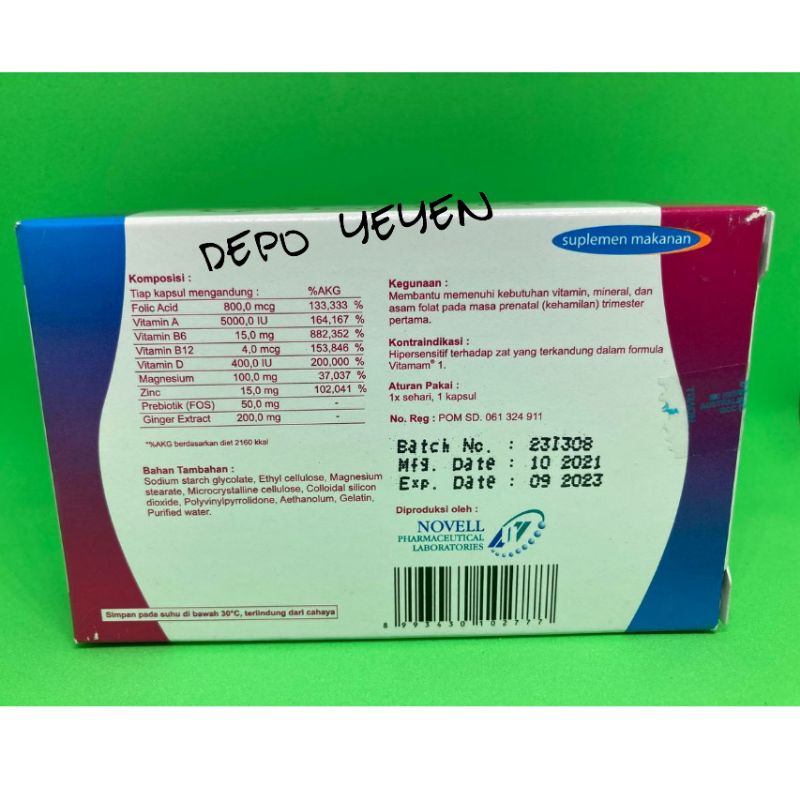 DEPO YEYEN
suplemen makanan
Komposisi :
Tiap kapsul mengandung : %AKG
Folic Acid 800,0 mcg 133,333 %
Vitamin A 5000,0 IU 164,167 %
Vitamin B6 15,0 mg 882,352 %
Vitamin B12 4,0 mcg 153,846 %
Vitamin D 400,0 IU 200,000 %
Magnesium 100,0 mg 37,037 %
Zinc 15,0 mg 102,041 %
Prebiotik (FOS) 50,0 mg -
Ginger Extract 200,0 mg -
*%AKG berdasarkan diet 2160 kkal
Bahan Tambahan :
Sodium starch glycolate, Ethyl cellulose, Magnesium
stearate, Microcrystalline cellulose, Colloidal silicon
dioxide, Polyvinylpyrrolidone, Aethanolum, Gelatin,
Purified water.
Simpan pada suhu di bawah 30°C, terlindung dari cahaya
Kegunaan :
Membantu memenuhi kebutuhan vitamin, mineral, dan
asam folat pada masa prenatal (kehamilan) trimester
pertama.
Kontraindikasi :
Hipersensitif terhadap zat yang terkandung dalam formula
Vitamam® 1.
Aturan Pakai :
1x sehari, 1 kapsul
No. Reg : POM SD. 061 324 911
Batch No. : 23I308
Mfg. Date : 10 2021
Exp. Date : 09 2023
Diproduksi oleh :
NOVELL
PHARMACEUTICAL
LABORATORIES
8 993430 102777